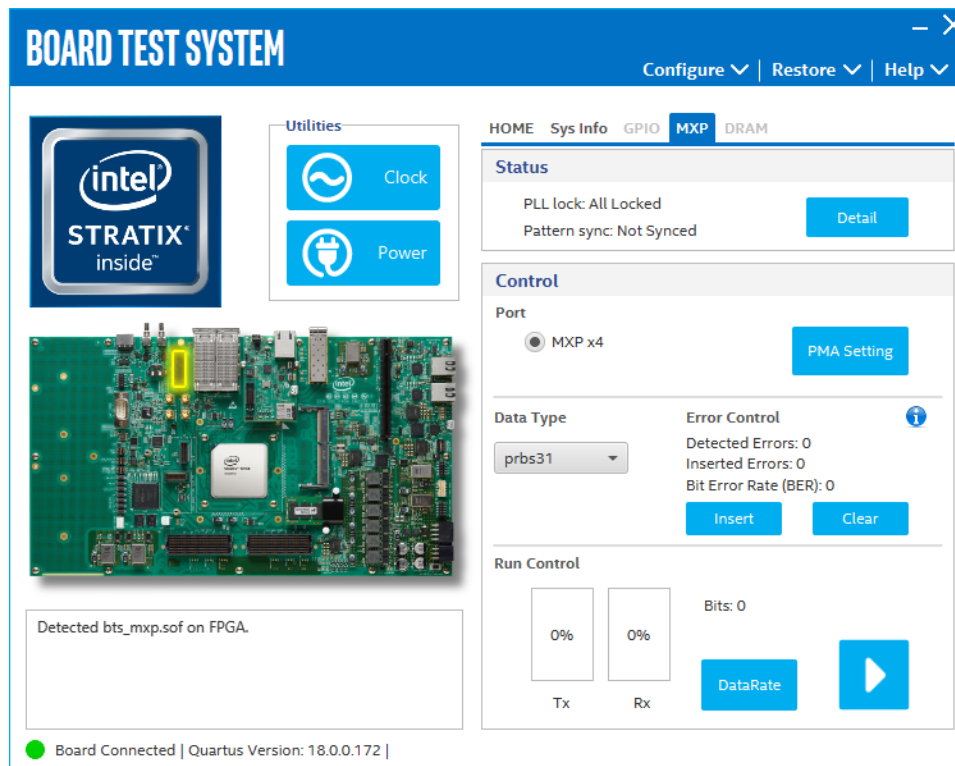 BOARD TEST SYSTEM
Configure | Restore | Help
Utilities
Clock
Power
intel
STRATIX
inside™
HOME Sys Info GPIO MXP DRAM
Status
PLL lock: All Locked
Pattern sync: Not Synced
Detail
Control
Port
MXP x4
PMA Setting
Data Type
prbs31
Error Control
Detected Errors: 0
Inserted Errors: 0
Bit Error Rate (BER): 0
Insert
Clear
Run Control
0%
0%
Tx
Rx
Bits: 0
DataRate
Detected bts_mxp.sof on FPGA.
Board Connected | Quartus Version: 18.0.0.172 |